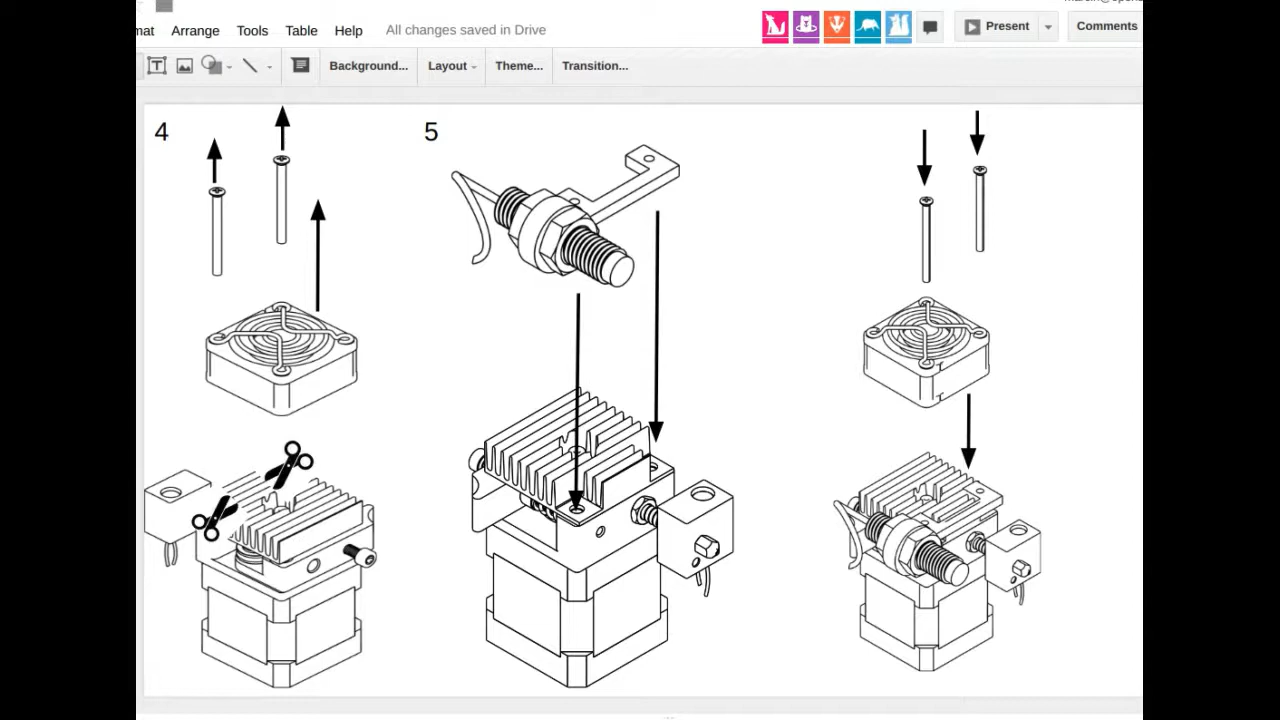 mat Arrange Tools Table Help All changes saved in Drive
Present Comments
Background... Layout Theme... Transition...
4 5